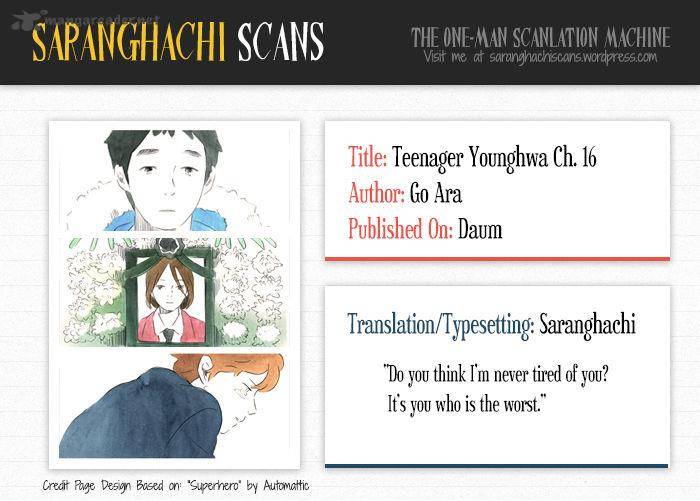 mangareader.net
SARANGHACHI SCANS
THE ONE-MAN SCANLATION MACHINE
Visit me at saranghachiscans.wordpress.com
Title: Teenager Younghwa Ch. 16
Author: Go Ara
Published On: Daum
Translation/Typesetting: Saranghachi
"Do you think I'm never tired of you?
It's you who is the worst."
Credit Page Design Based on: "Superhero" by Automattic